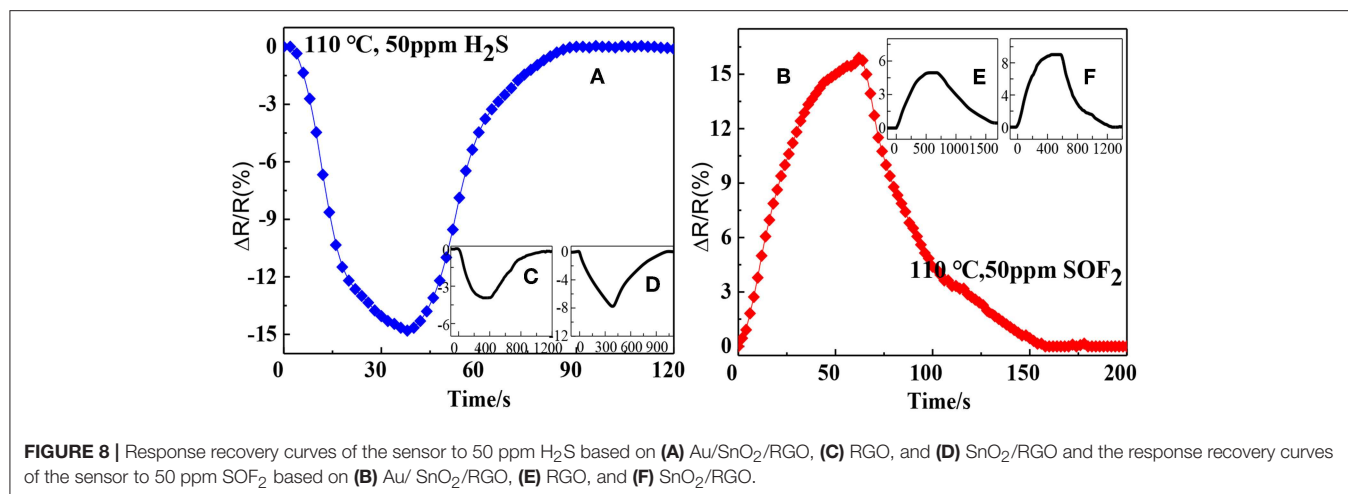 110 °C, 50ppm H₂S
A
0
-3
-6
-9
-12
-15
ΔR/R(%)
0 30 60 90 120
Time/s
C
0
-3
-6
0 400 800 1200
D
0
-4
-8
-12
0 300 600 900
B
15
12
9
6
3
0
ΔR/R(%)
0 50 100 150 200
Time/s
110 °C,50ppm SOF₂
E
6
3
0
0 500 1000 1500
F
8
4
0
0 400 800 1200
FIGURE 8 | Response recovery curves of the sensor to 50 ppm H₂S based on (A) Au/SnO₂/RGO, (C) RGO, and (D) SnO₂/RGO and the response recovery curves
of the sensor to 50 ppm SOF₂ based on (B) Au/ SnO₂/RGO, (E) RGO, and (F) SnO₂/RGO.